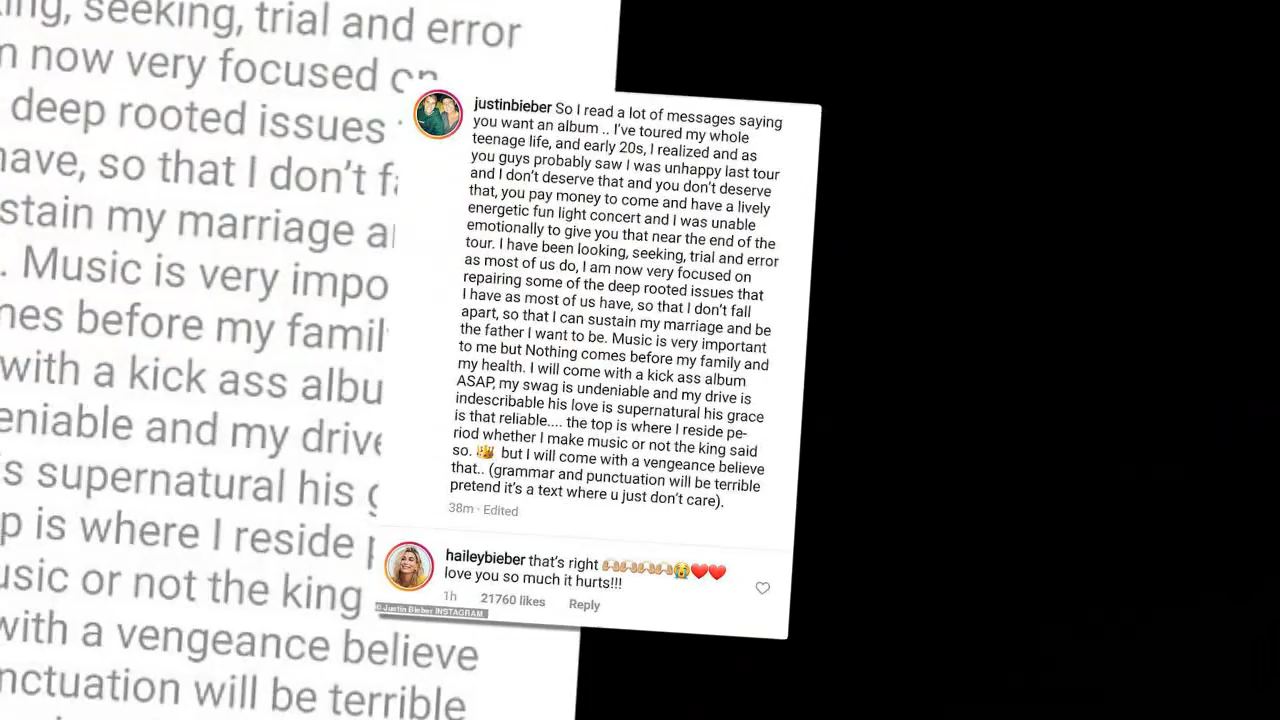 ing, seeking, trial and error
n now very focused on
deep rooted issues
have, so that I don't fa
stain my marriage a
. Music is very impo
mes before my famil
with a kick ass albu
eniable and my drive
s supernatural his g
p is where I reside p
usic or not the king
with a vengeance believe
nctuation will be terrible
justinbieber So I read a lot of messages saying
you want an album .. I've toured my whole
teenage life, and early 20s, I realized and as
you guys probably saw I was unhappy last tour
and I don't deserve that and you don't deserve
that, you pay money to come and have a lively
energetic fun light concert and I was unable
emotionally to give you that near the end of the
tour. I have been looking, seeking, trial and error
as most of us do, I am now very focused on
repairing some of the deep rooted issues that
I have as most of us have, so that I don't fall
apart, so that I can sustain my marriage and be
the father I want to be. Music is very important
to me but Nothing comes before my family and
my health. I will come with a kick ass album
ASAP, my swag is undeniable and my drive is
indescribable his love is supernatural his grace
is that reliable.... the top is where I reside pe-
riod whether I make music or not the king said
so. 👑 but I will come with a vengeance believe
that.. (grammar and punctuation will be terrible
pretend it's a text where u just don't care).
38m · Edited
haileybieber that's right 🙌🏼🙌🏼🙌🏼🙌🏼😭❤️❤️
love you so much it hurts!!!
1h 21760 likes Reply
© Justin Bieber INSTAGRAM